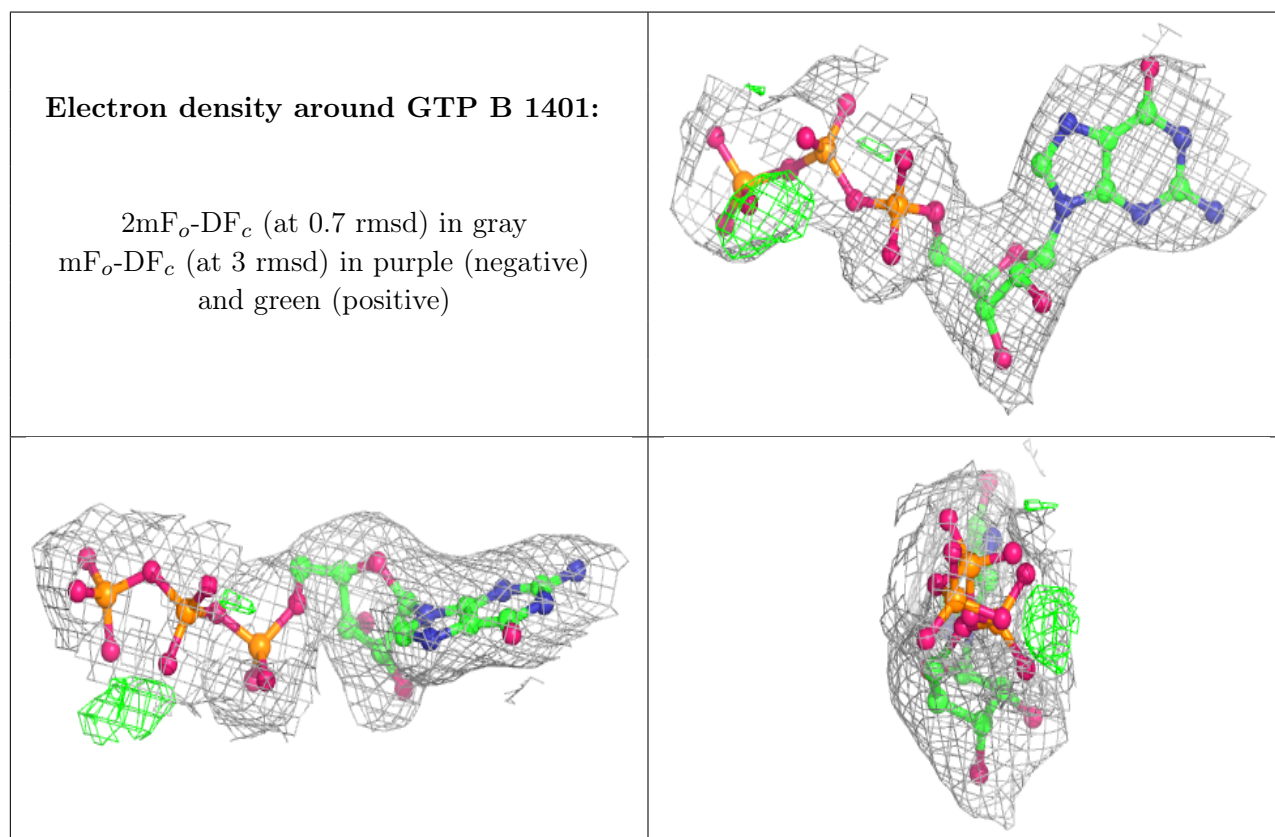 Electron density around GTP B 1401:
2mFo-DFc (at 0.7 rmsd) in gray
mFo-DFc (at 3 rmsd) in purple (negative)
and green (positive)